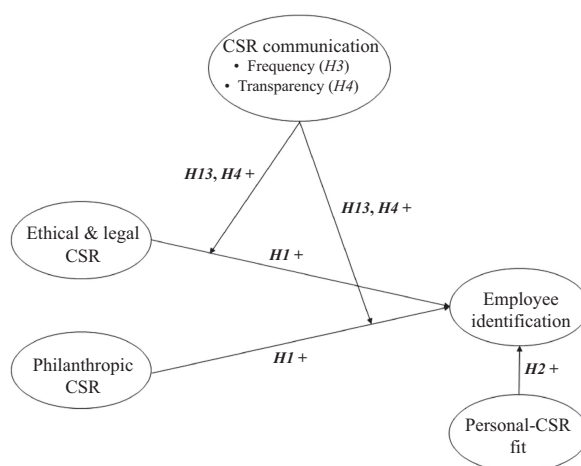 CSR communication
• Frequency (H3)
• Transparency (H4)
H13, H4 +
H13, H4 +
Ethical & legal
CSR
H1 +
Employee
identification
Philanthropic
CSR
H1 +
H2 +
Personal-CSR
fit